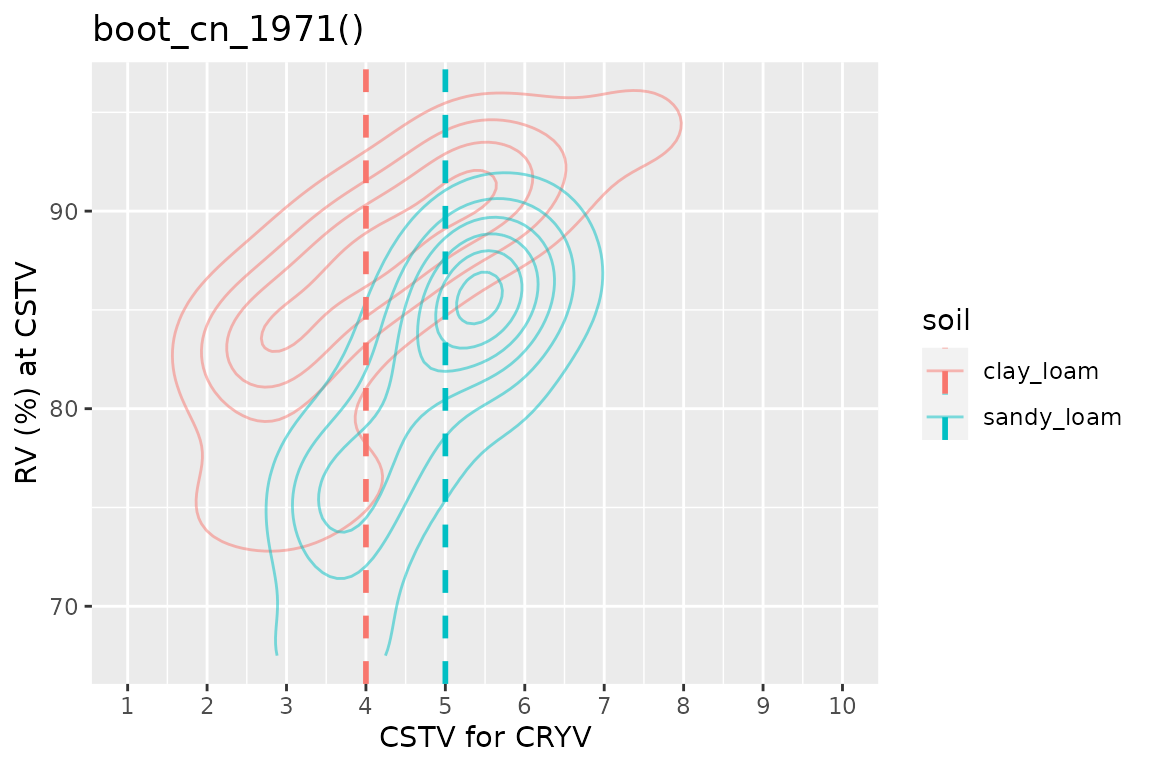 boot_cn_1971()
RV (%) at CSTV
90
80
70
1 2 3 4 5 6 7 8 9 10
CSTV for CRYV
soil
clay_loam
sandy_loam